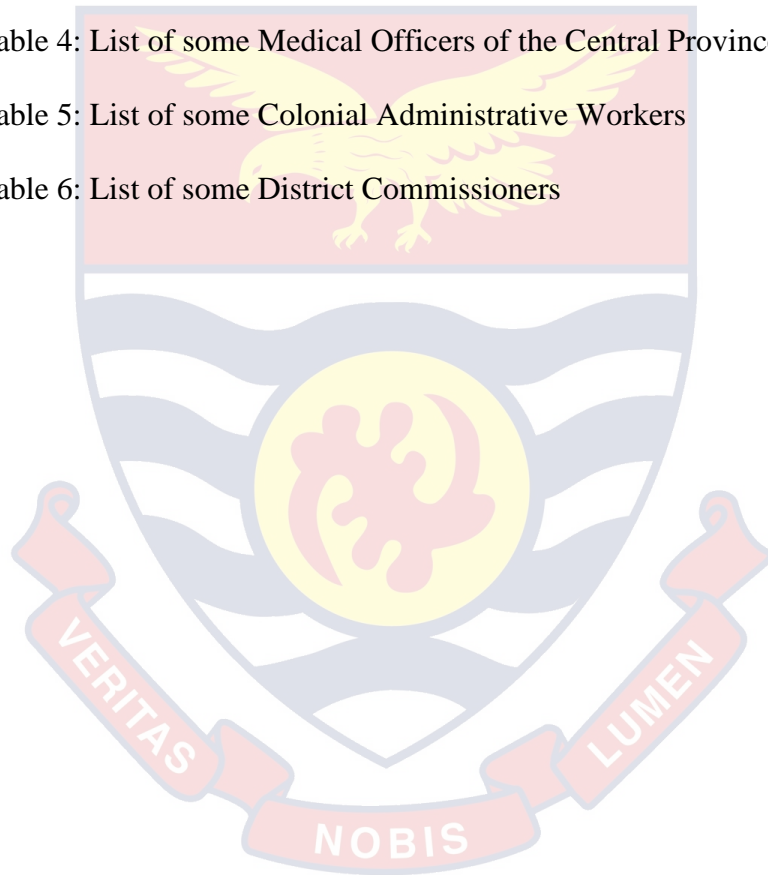 able 4: List of some Medical Officers of the Central Provinc
able 5: List of some Colonial Administrative Workers
able 6: List of some District Commissioners
VERITAS
NOBIS
LUMEN